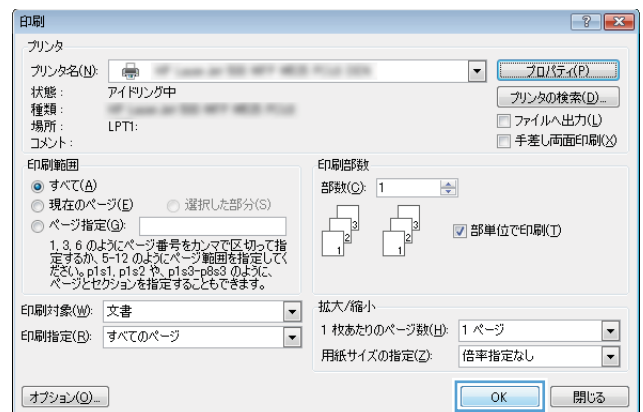 印刷
プリンタ
プリンタ名(N):
プロパティ(P)
状態: アイドリング中
プリンタの検索(D)...
種類:
場所: LPT1:
ファイルへ出力(L)
コメント:
手差し両面印刷(X)
印刷範囲
すべて(A)
現在のページ(E) 選択した部分(S)
ページ指定(G):
1, 3, 6 のようにページ番号をカンマで区切って指
定するか、5-12 のようにページ範囲を指定してく
ださい。p1s1, p1s2 や、p1s3-p8s3 のように、
ページとセクションを指定することもできます。
印刷部数
部数(C): 1
3 3
2 2
1 1
部単位で印刷(T)
印刷対象(W): 文書
印刷指定(R): すべてのページ
拡大/縮小
1 枚あたりのページ数(H): 1 ページ
用紙サイズの指定(Z): 倍率指定なし
オプション(O)...
OK 閉じる